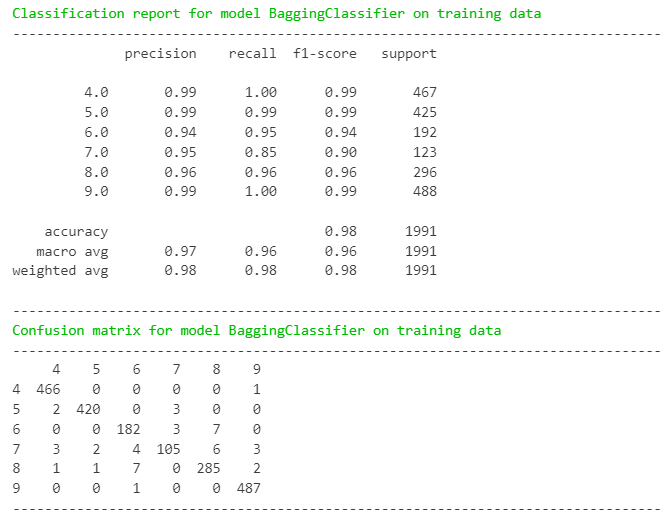 Classification report for model BaggingClassifier on training data
---------------------------------------------------------------------------------
              precision    recall  f1-score   support

         4.0       0.99      1.00      0.99       467
         5.0       0.99      0.99      0.99       425
         6.0       0.94      0.95      0.94       192
         7.0       0.95      0.85      0.90       123
         8.0       0.96      0.96      0.96       296
         9.0       0.99      1.00      0.99       488

    accuracy                           0.98      1991
   macro avg       0.97      0.96      0.96      1991
weighted avg       0.98      0.98      0.98      1991

---------------------------------------------------------------------------------
Confusion matrix for model BaggingClassifier on training data
---------------------------------------------------------------------------------
     4    5    6    7    8    9
4  466    0    0    0    0    1
5    2  420    0    3    0    0
6    0    0  182    3    7    0
7    3    2    4  105    6    3
8    1    1    7    0  285    2
9    0    0    1    0    0  487
---------------------------------------------------------------------------------